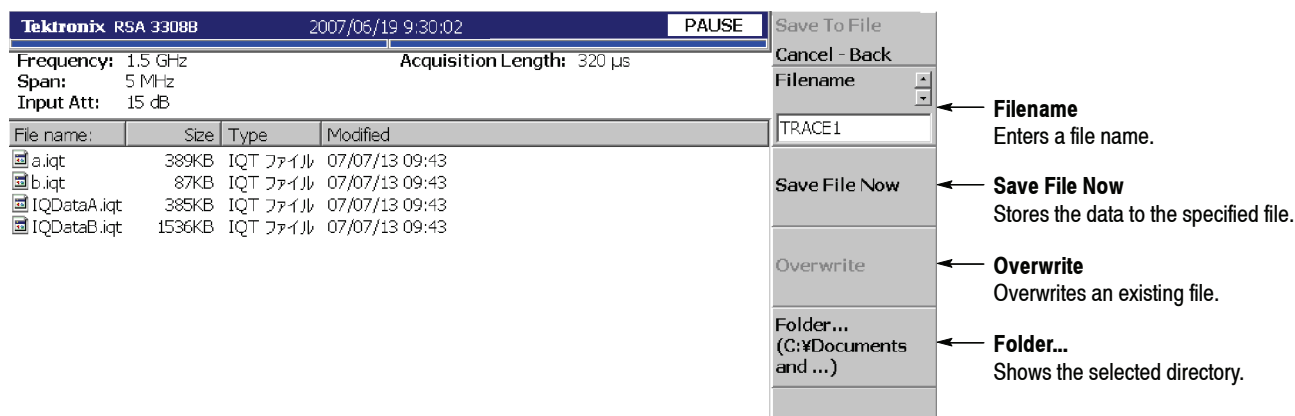 Tektronix RSA 3308B 2007/06/19 9:30:02 PAUSE
Frequency: 1.5 GHz Acquisition Length: 320 µs
Span: 5 MHz
Input Att: 15 dB
File name: Size Type Modified
a.iqt 389KB IQT ファイル 07/07/13 09:43
b.iqt 87KB IQT ファイル 07/07/13 09:43
IQDataA.iqt 385KB IQT ファイル 07/07/13 09:43
IQDataB.iqt 1536KB IQT ファイル 07/07/13 09:43
Save To File
Cancel - Back
Filename
TRACE1
Save File Now
Overwrite
Folder...
(C:¥Documents
and ...)
Filename
Enters a file name.
Save File Now
Stores the data to the specified file.
Overwrite
Overwrites an existing file.
Folder...
Shows the selected directory.